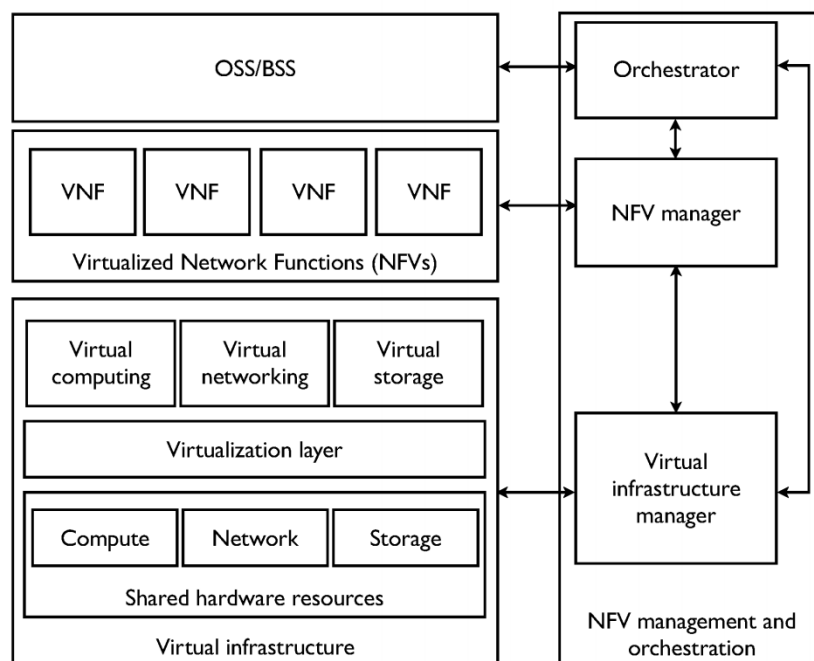 OSS/BSS
Orchestrator
VNF
VNF
VNF
VNF
Virtualized Network Functions (NFVs)
NFV manager
Virtual
computing
Virtual
networking
Virtual
storage
Virtualization layer
Compute
Network
Storage
Shared hardware resources
Virtual infrastructure
Virtual
infrastructure
manager
NFV management and
orchestration